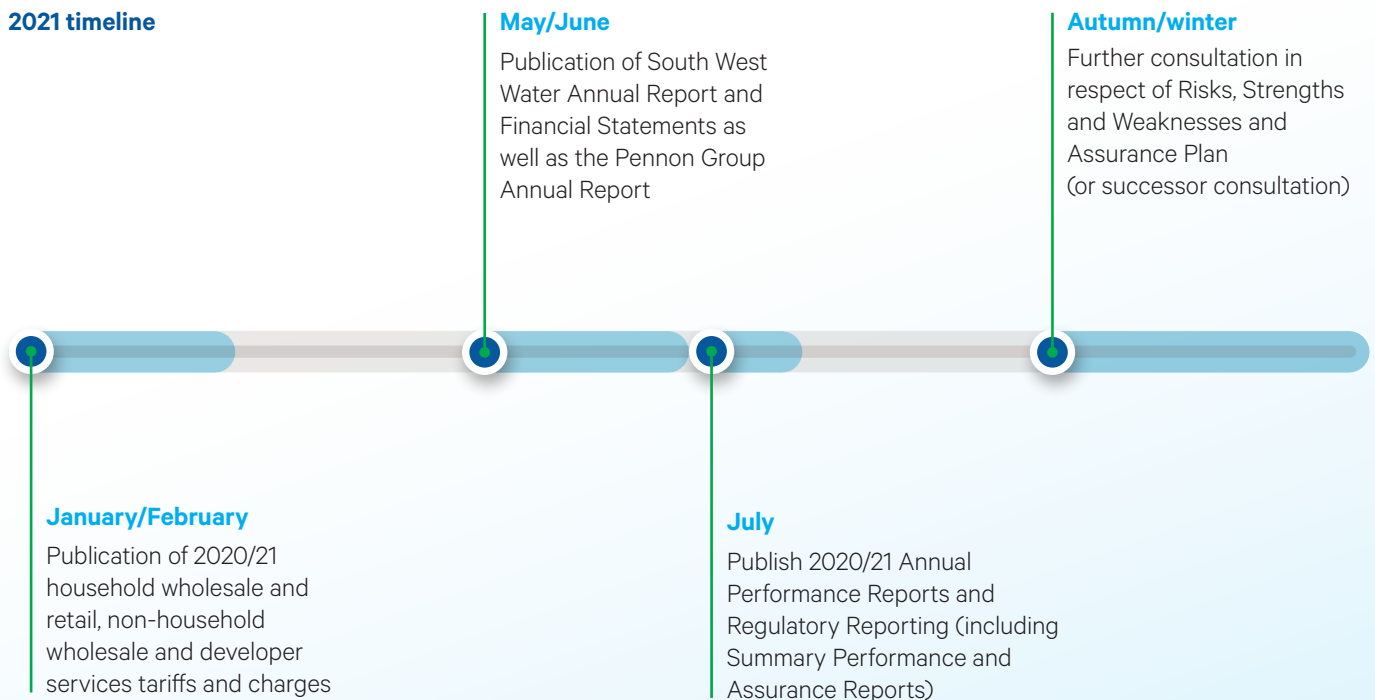 2021 timeline
May/June
Publication of South West
Water Annual Report and
Financial Statements as
well as the Pennon Group
Annual Report
Autumn/winter
Further consultation in
respect of Risks, Strengths
and Weaknesses and
Assurance Plan
(or successor consultation)
January/February
Publication of 2020/21
household wholesale and
retail, non-household
wholesale and developer
services tariffs and charges
July
Publish 2020/21 Annual
Performance Reports and
Regulatory Reporting (including
Summary Performance and
Assurance Reports)